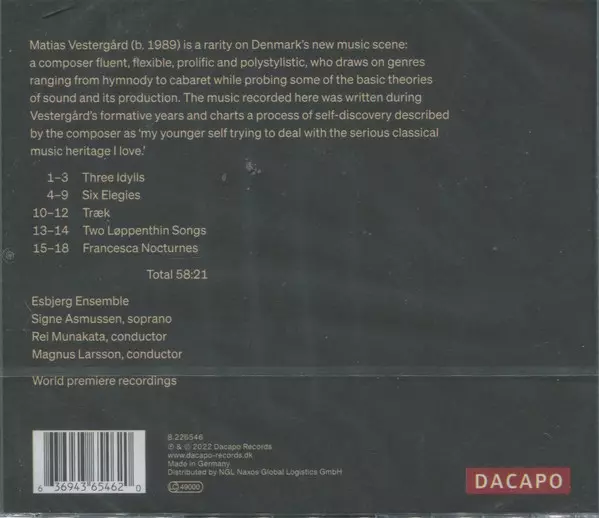 Matias Vestergård (b. 1989) is a rarity on Denmark's new music scene:
a composer fluent, flexible, prolific and polystylistic, who draws on genres
ranging from hymnody to cabaret while probing some of the basic theories
of sound and its production. The music recorded here was written during
Vestergård's formative years and charts a process of self-discovery described
by the composer as 'my younger self trying to deal with the serious classical
music heritage I love.'
1–3 Three Idylls
4–9 Six Elegies
10–12 Træk
13–14 Two Løppenthin Songs
15–18 Francesca Nocturnes
Total 58:21
Esbjerg Ensemble
Signe Asmussen, soprano
Rei Munakata, conductor
Magnus Larsson, conductor
World premiere recordings
8.226546
℗ & © 2022 Dacapo Records
www.dacapo-records.dk
Made in Germany
Distributed by NGL Naxos Global Logistics GmbH
6 36943 65462 0
LC 49000
DACAPO